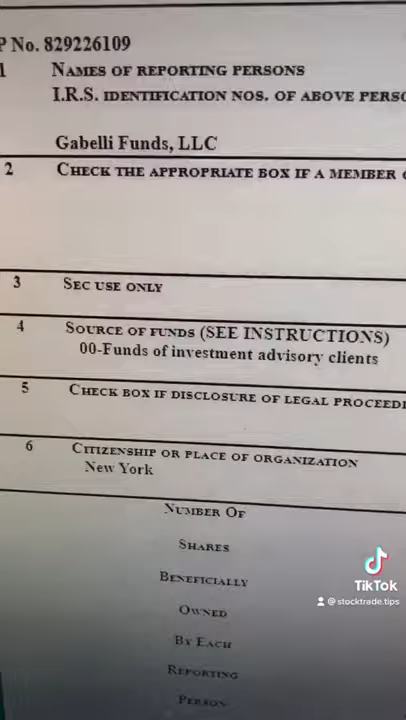 P No. 829226109
1 NAMES OF REPORTING PERSONS
I.R.S. IDENTIFICATION NOS. OF ABOVE PERSO
Gabelli Funds, LLC
2 CHECK THE APPROPRIATE BOX IF A MEMBER
3 SEC USE ONLY
4 SOURCE OF FUNDS (SEE INSTRUCTIONS)
00-Funds of investment advisory clients
5 CHECK BOX IF DISCLOSURE OF LEGAL PROCEEDI
6 CITIZENSHIP OR PLACE OF ORGANIZATION
New York
NUMBER OF
SHARES
BENEFICIALLY
OWNED
BY EACH
REPORTING
PERSON
TikTok
@stocktrade.tips